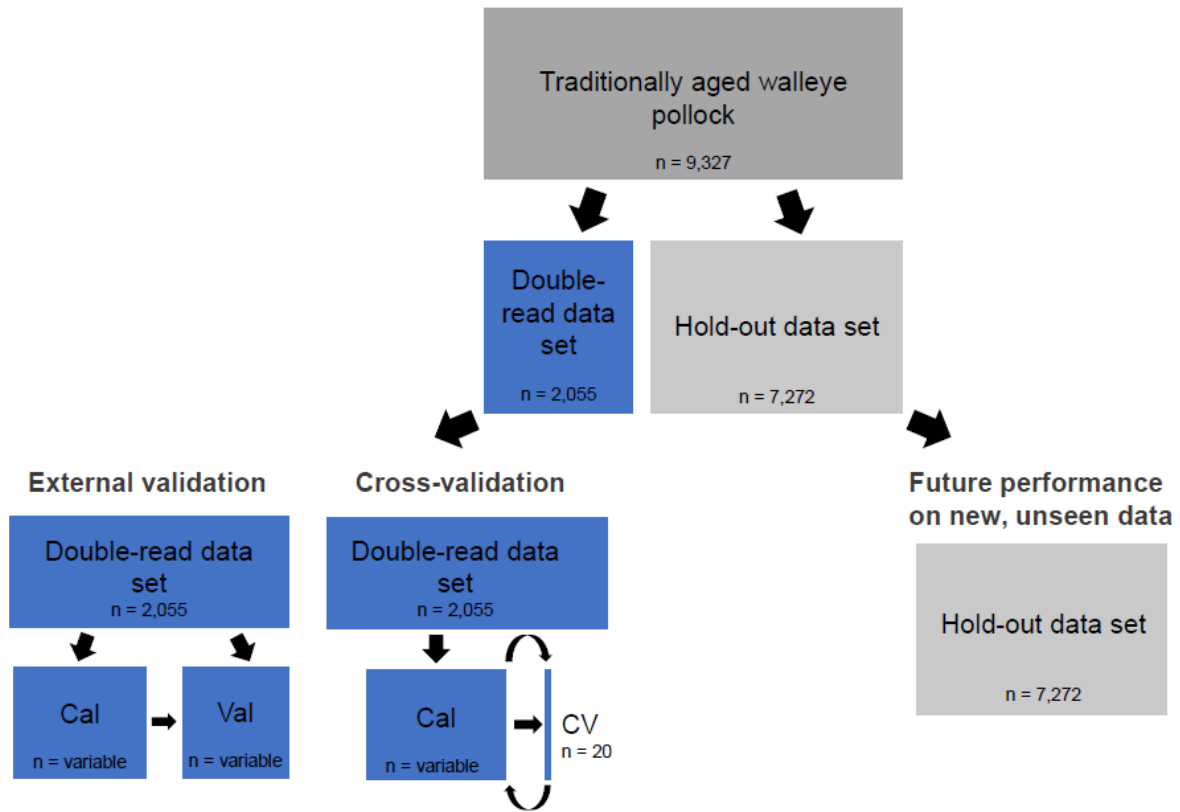 Traditionally aged walleye
pollock
n = 9,327
Double-
read data
set
n = 2,055
Hold-out data set
n = 7,272
External validation
Double-read data
set
n = 2,055
Cal
n = variable
Val
n = variable
Cross-validation
Double-read data
set
n = 2,055
Cal
n = variable
CV
n = 20
Future performance
on new, unseen data
Hold-out data set
n = 7,272